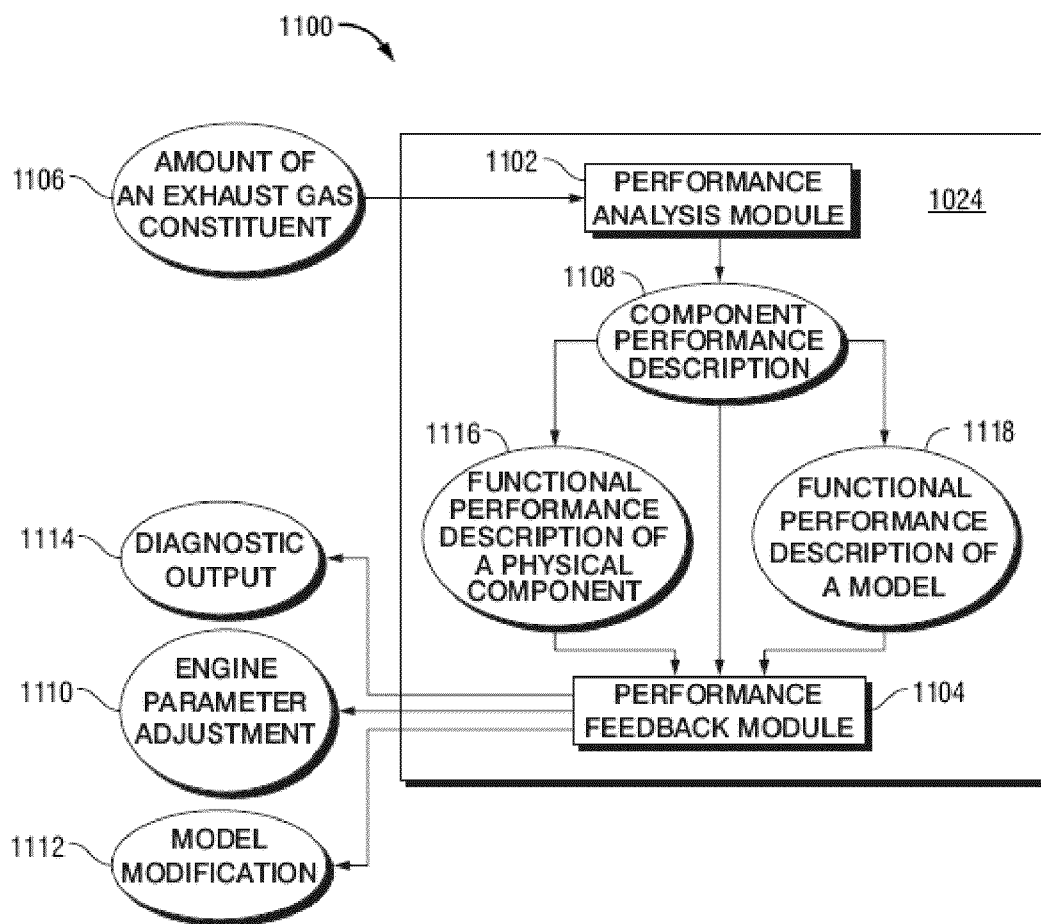 1100
1106
AMOUNT OF
AN EXHAUST GAS
CONSTITUENT
1102
PERFORMANCE
ANALYSIS MODULE
1024
1108
COMPONENT
PERFORMANCE
DESCRIPTION
1116
FUNCTIONAL
PERFORMANCE
DESCRIPTION OF
A PHYSICAL
COMPONENT
1118
FUNCTIONAL
PERFORMANCE
DESCRIPTION OF
A MODEL
1114
DIAGNOSTIC
OUTPUT
1110
ENGINE
PARAMETER
ADJUSTMENT
PERFORMANCE
FEEDBACK MODULE
1104
1112
MODEL
MODIFICATION